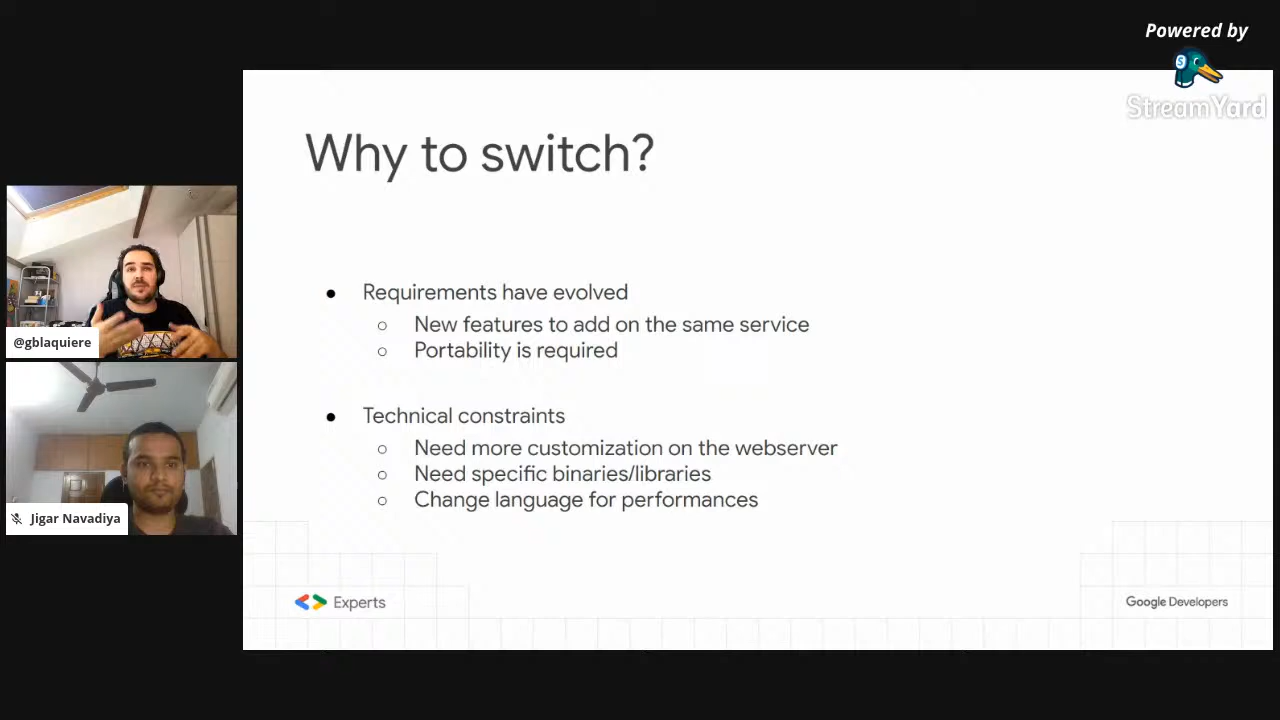 Powered by
StreamYard
Why to switch?
Requirements have evolved
New features to add on the same service
Portability is required
Technical constraints
Need more customization on the webserver
Need specific binaries/libraries
Change language for performances
@gblaquiere
Jigar Navadiya
Experts
Google Developers